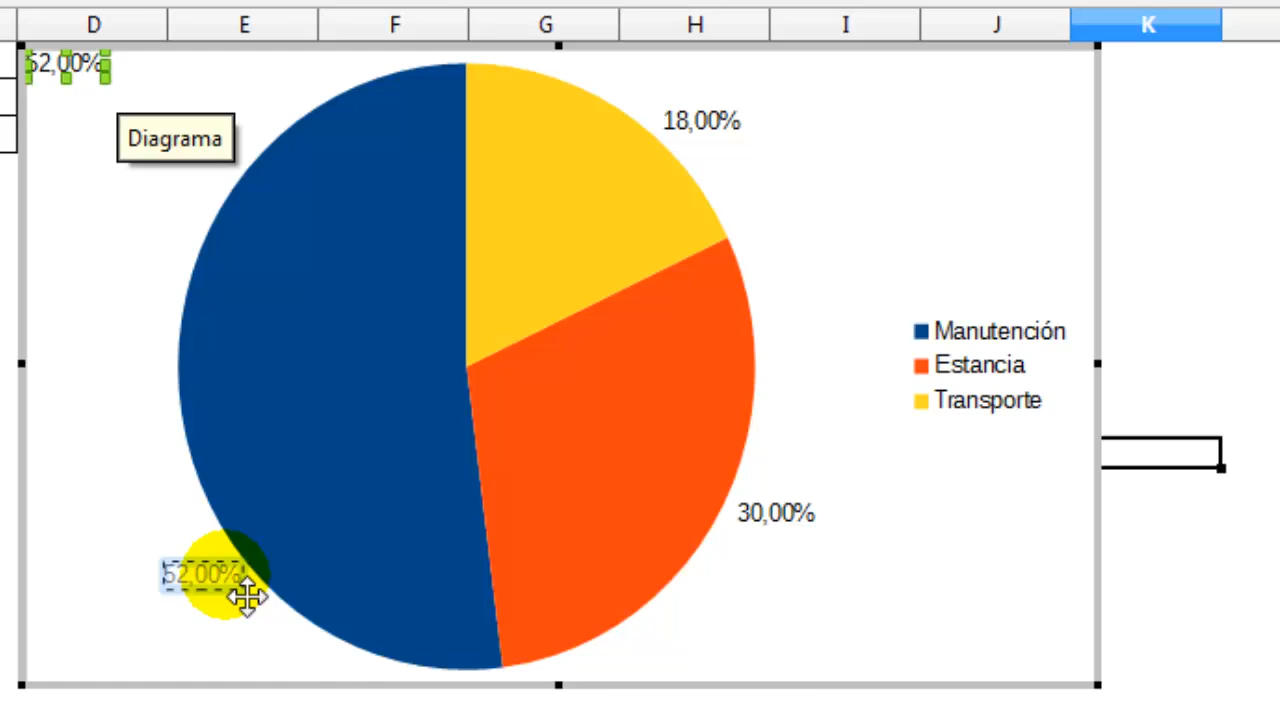 D E F G H I J K
52,00%
Diagrama
18,00%
Manutención
Estancia
Transporte
30,00%
52,00%